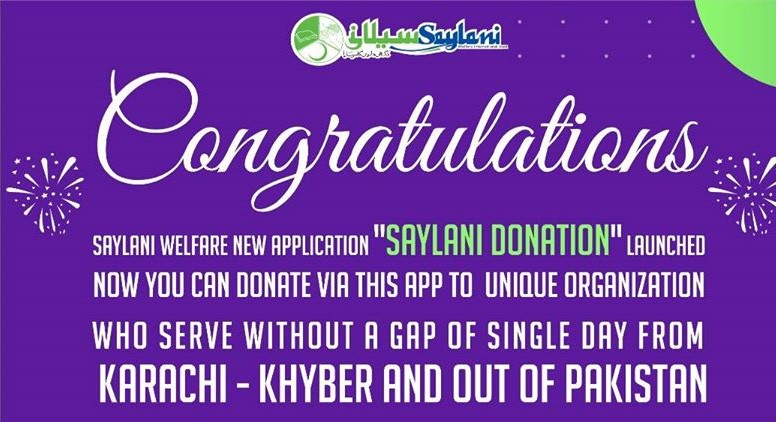 سیلانی Saylani
Congratulations
SAYLANI WELFARE NEW APPLICATION "SAYLANI DONATION" LAUNCHED
NOW YOU CAN DONATE VIA THIS APP TO UNIQUE ORGANIZATION
WHO SERVE WITHOUT A GAP OF SINGLE DAY FROM
KARACHI - KHYBER AND OUT OF PAKISTAN